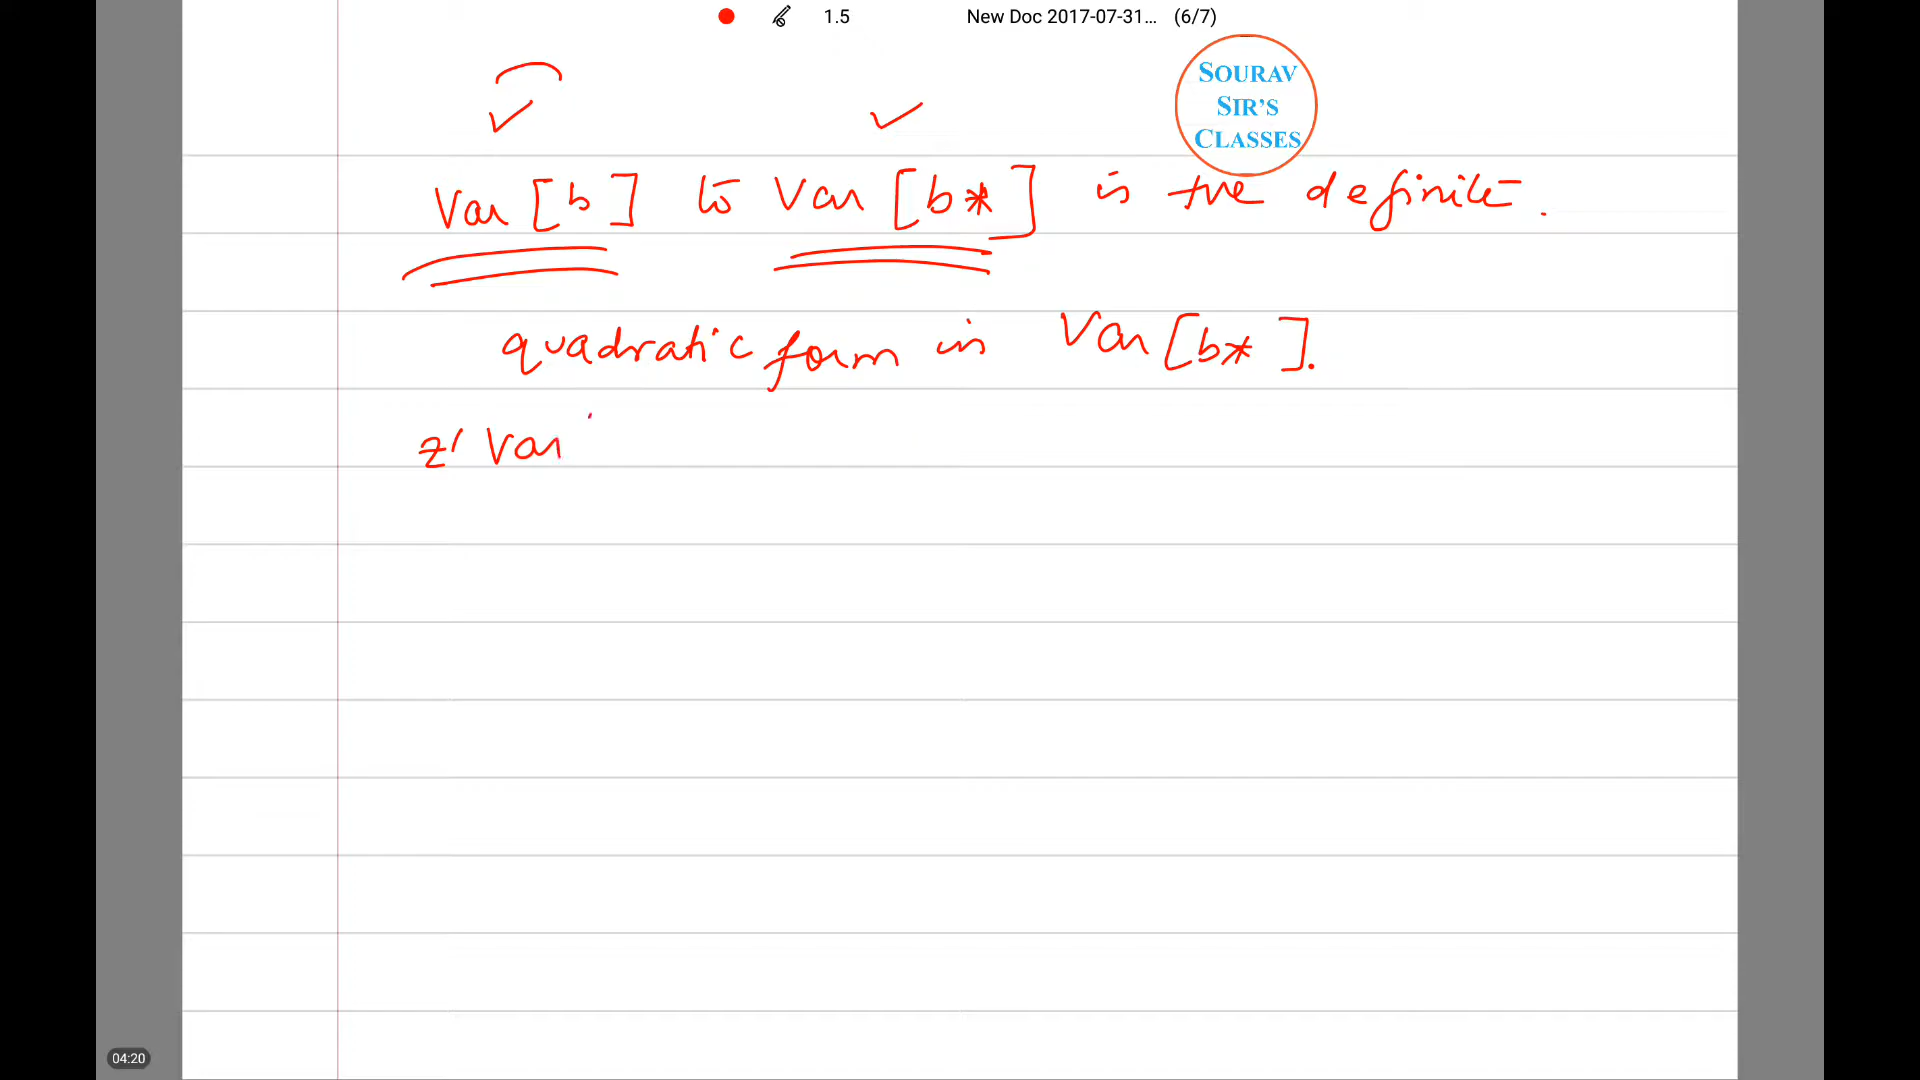 1.5 New Doc 2017-07-31... (6/7)
SOURAV
SIR'S
CLASSES
Var [b] to Var [b*] is +ve definite.
quadratic form in Var [b*].
z' Var
04:20